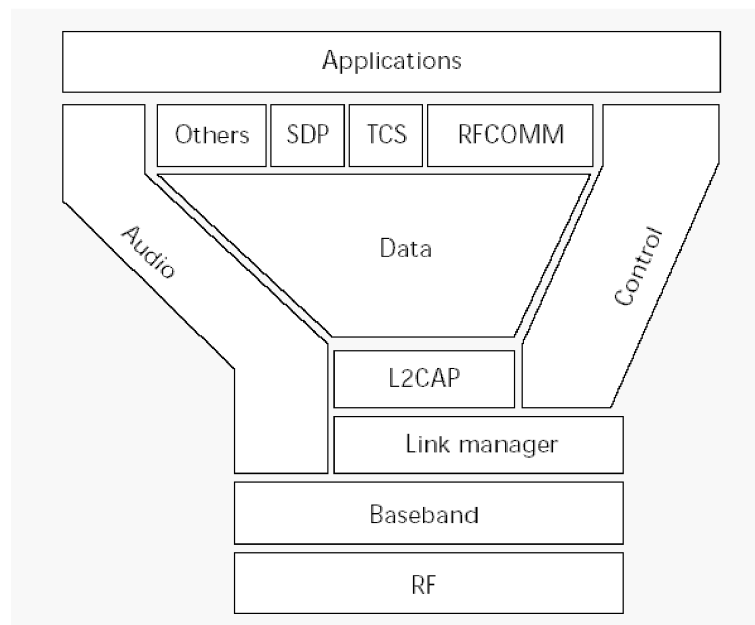 Applications
Others SDP TCS RFCOMM
Audio
Data
Control
L2CAP
Link manager
Baseband
RF